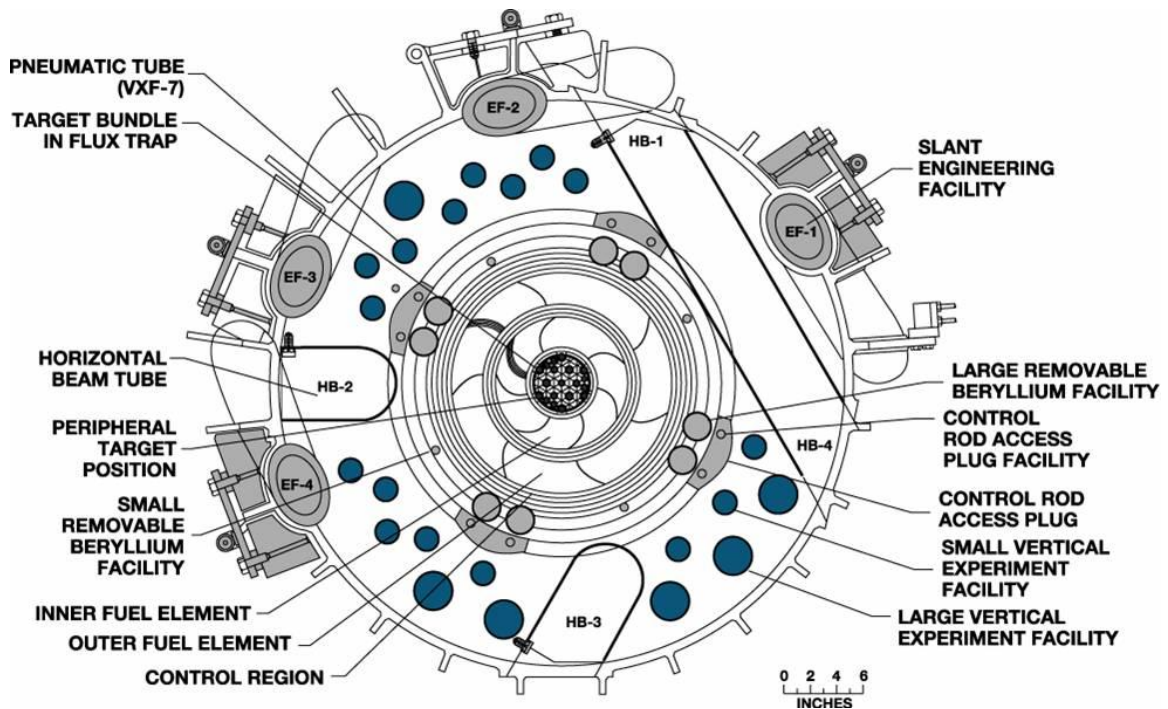 PNEUMATIC TUBE
(VXF-7)
TARGET BUNDLE
IN FLUX TRAP
EF-2
HB-1
SLANT
ENGINEERING
FACILITY
EF-1
EF-3
HORIZONTAL
BEAM TUBE
HB-2
LARGE REMOVABLE
BERYLLIUM FACILITY
CONTROL
ROD ACCESS
PLUG FACILITY
PERIPHERAL
TARGET
POSITION
HB-4
EF-4
CONTROL ROD
ACCESS PLUG
SMALL
REMOVABLE
BERYLLIUM
FACILITY
SMALL VERTICAL
EXPERIMENT
FACILITY
INNER FUEL ELEMENT
OUTER FUEL ELEMENT
CONTROL REGION
HB-3
LARGE VERTICAL
EXPERIMENT FACILITY
0 2 4 6
INCHES